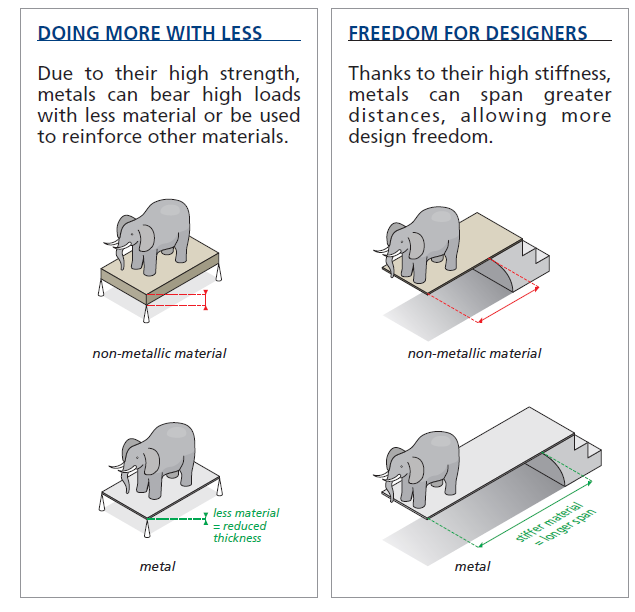 DOING MORE WITH LESS
Due to their high strength,
metals can bear high loads
with less material or be used
to reinforce other materials.
non-metallic material
less material
= reduced
thickness
metal
FREEDOM FOR DESIGNERS
Thanks to their high stiffness,
metals can span greater
distances, allowing more
design freedom.
non-metallic material
stiffer material
= longer span
metal